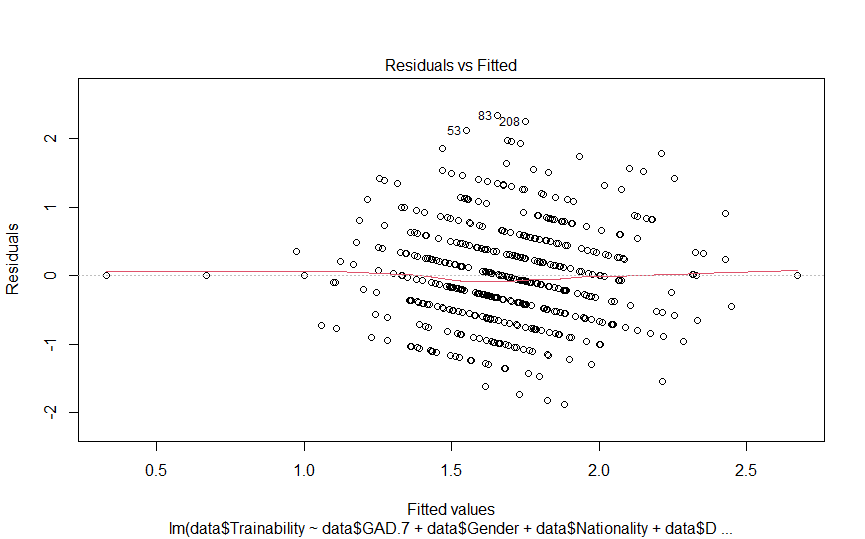 Residuals vs Fitted
83
208
53
Residuals
2
1
0
-1
-2
0.5 1.0 1.5 2.0 2.5
Fitted values
lm(data$Trainability ~ data$GAD.7 + data$Gender + data$Nationality + data$D ...